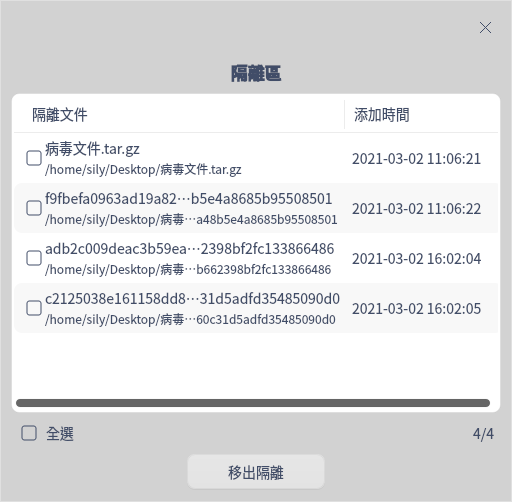 隔離區
隔離文件 添加時間
病毒文件.tar.gz
/home/sily/Desktop/病毒文件.tar.gz 2021-03-02 11:06:21
f9fbefa0963ad19a82⋯b5e4a8685b95508501
/home/sily/Desktop/病毒⋯a48b5e4a8685b95508501 2021-03-02 11:06:22
adb2c009deac3b59ea⋯2398bf2fc133866486
/home/sily/Desktop/病毒⋯b662398bf2fc133866486 2021-03-02 16:02:04
c2125038e161158dd8⋯31d5adfd35485090d0
/home/sily/Desktop/病毒⋯60c31d5adfd35485090d0 2021-03-02 16:02:05
全選 4/4
移出隔離